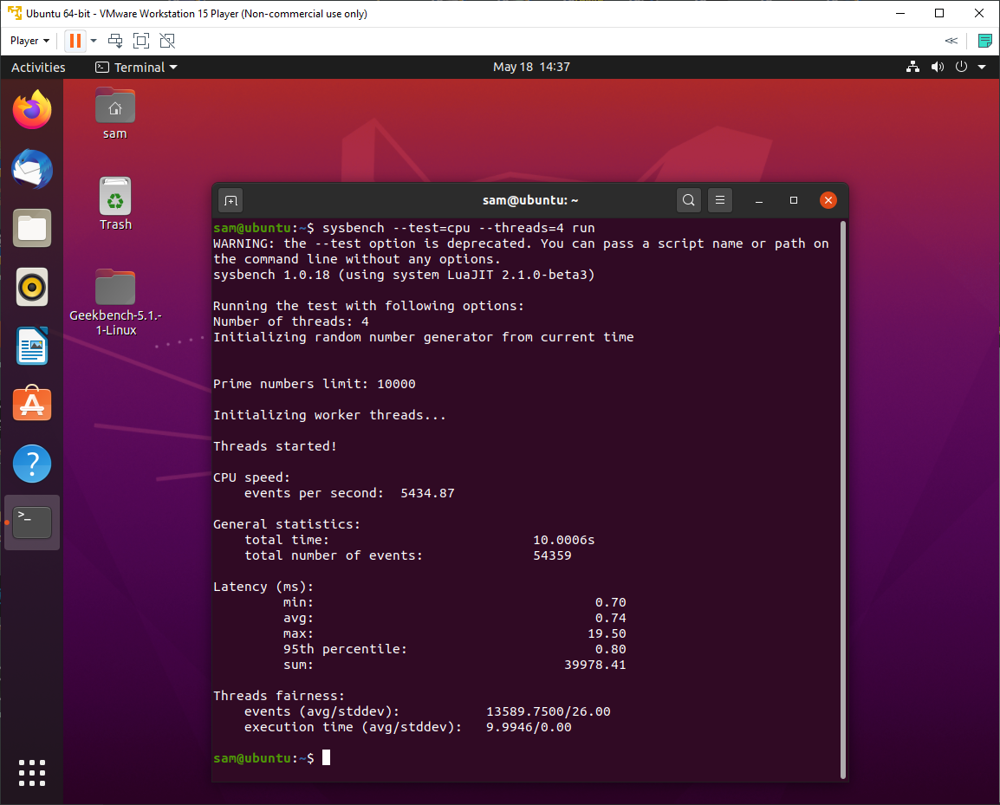 Ubuntu 64-bit - VMware Workstation 15 Player (Non-commercial use only)
Player
Activities
Terminal
May 18 14:37
sam
Trash
Geekbench-5.1.-
1-Linux
sam@ubuntu: ~
sam@ubuntu:~$ sysbench --test=cpu --threads=4 run
WARNING: the --test option is deprecated. You can pass a script name or path on
the command line without any options.
sysbench 1.0.18 (using system LuaJIT 2.1.0-beta3)
Running the test with following options:
Number of threads: 4
Initializing random number generator from current time
Prime numbers limit: 10000
Initializing worker threads...
Threads started!
CPU speed:
events per second: 5434.87
General statistics:
total time: 10.0006s
total number of events: 54359
Latency (ms):
min: 0.70
avg: 0.74
max: 19.50
95th percentile: 0.80
sum: 39978.41
Threads fairness:
events (avg/stddev): 13589.7500/26.00
execution time (avg/stddev): 9.9946/0.00
sam@ubuntu:~$